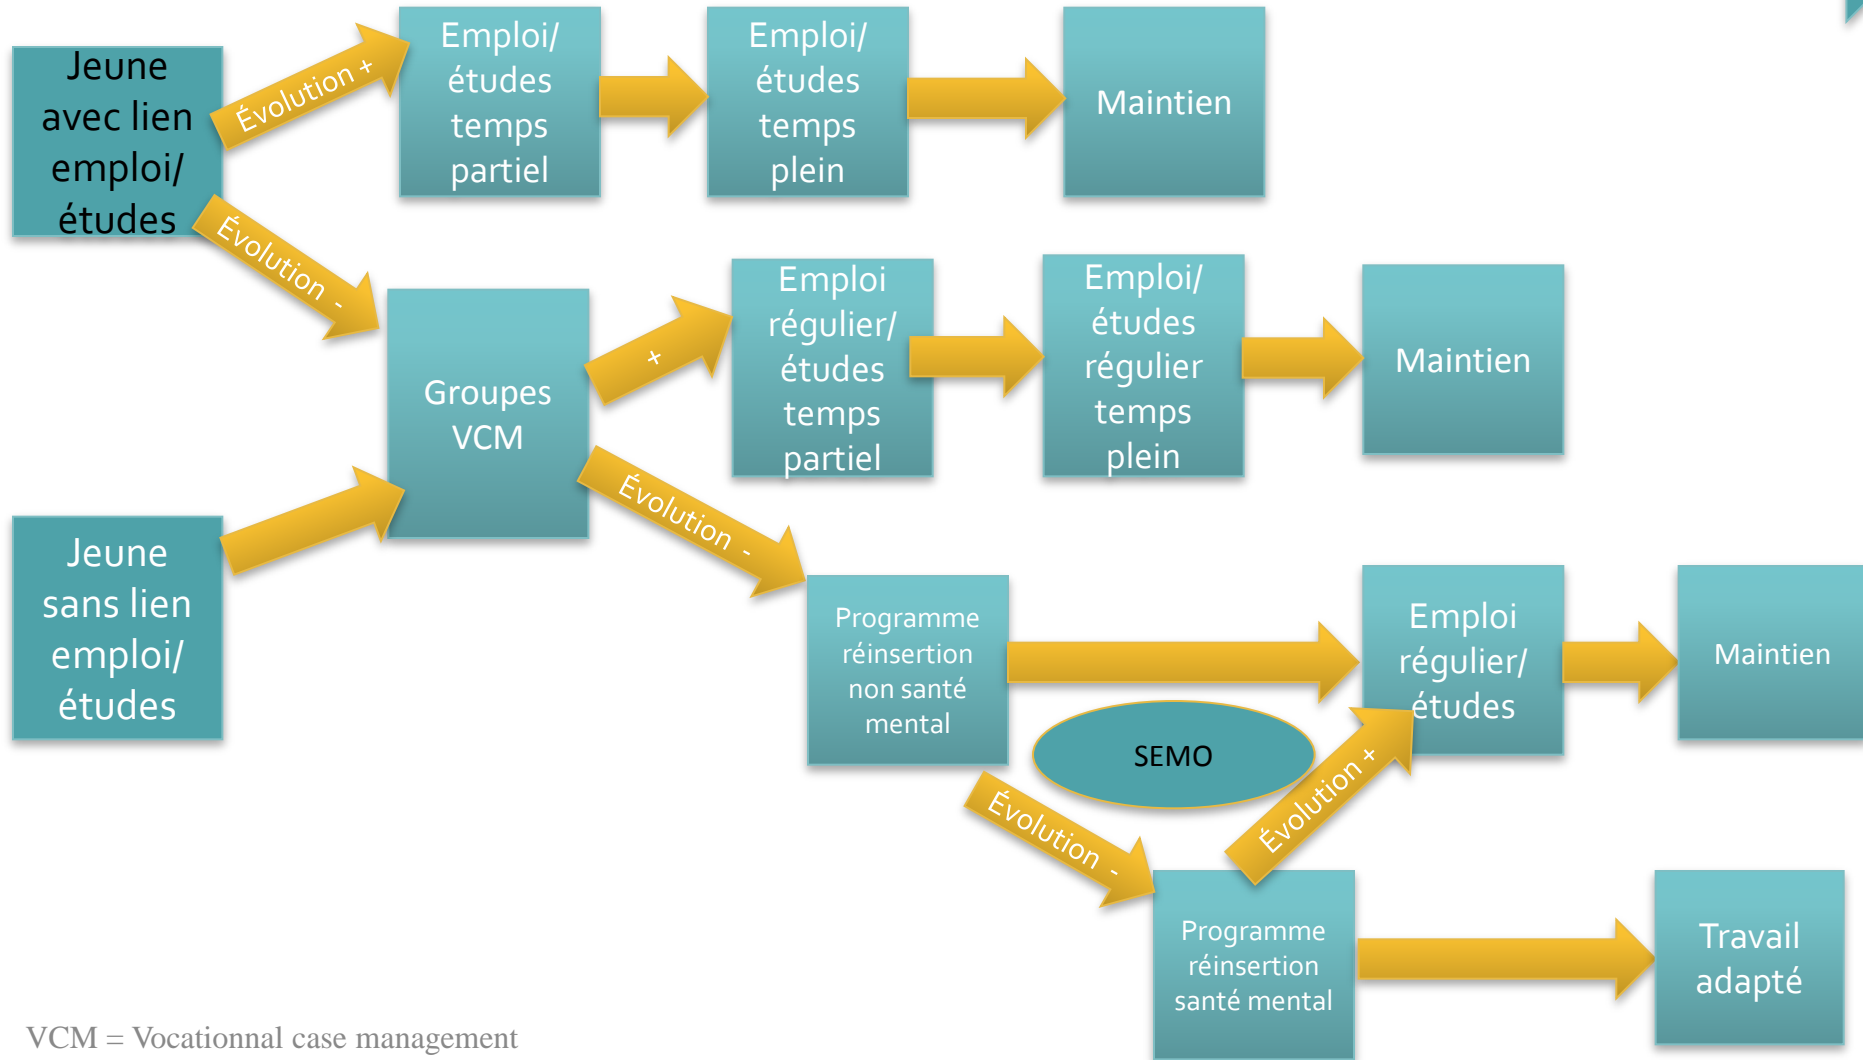 Jeune
avec lien
emploi/
études
Évolution +
Emploi/
études
temps
partiel
Emploi/
études
temps
plein
Maintien
Évolution -
Groupes
VCM
+
Emploi
régulier/
études
temps
partiel
Emploi/
études
régulier
temps
plein
Maintien
Jeune
sans lien
emploi/
études
Évolution -
Programme
réinsertion
non santé
mental
Emploi
régulier/
études
Maintien
SEMO
Évolution -
Évolution +
Programme
réinsertion
santé mental
Travail
adapté
VCM = Vocationnal case management